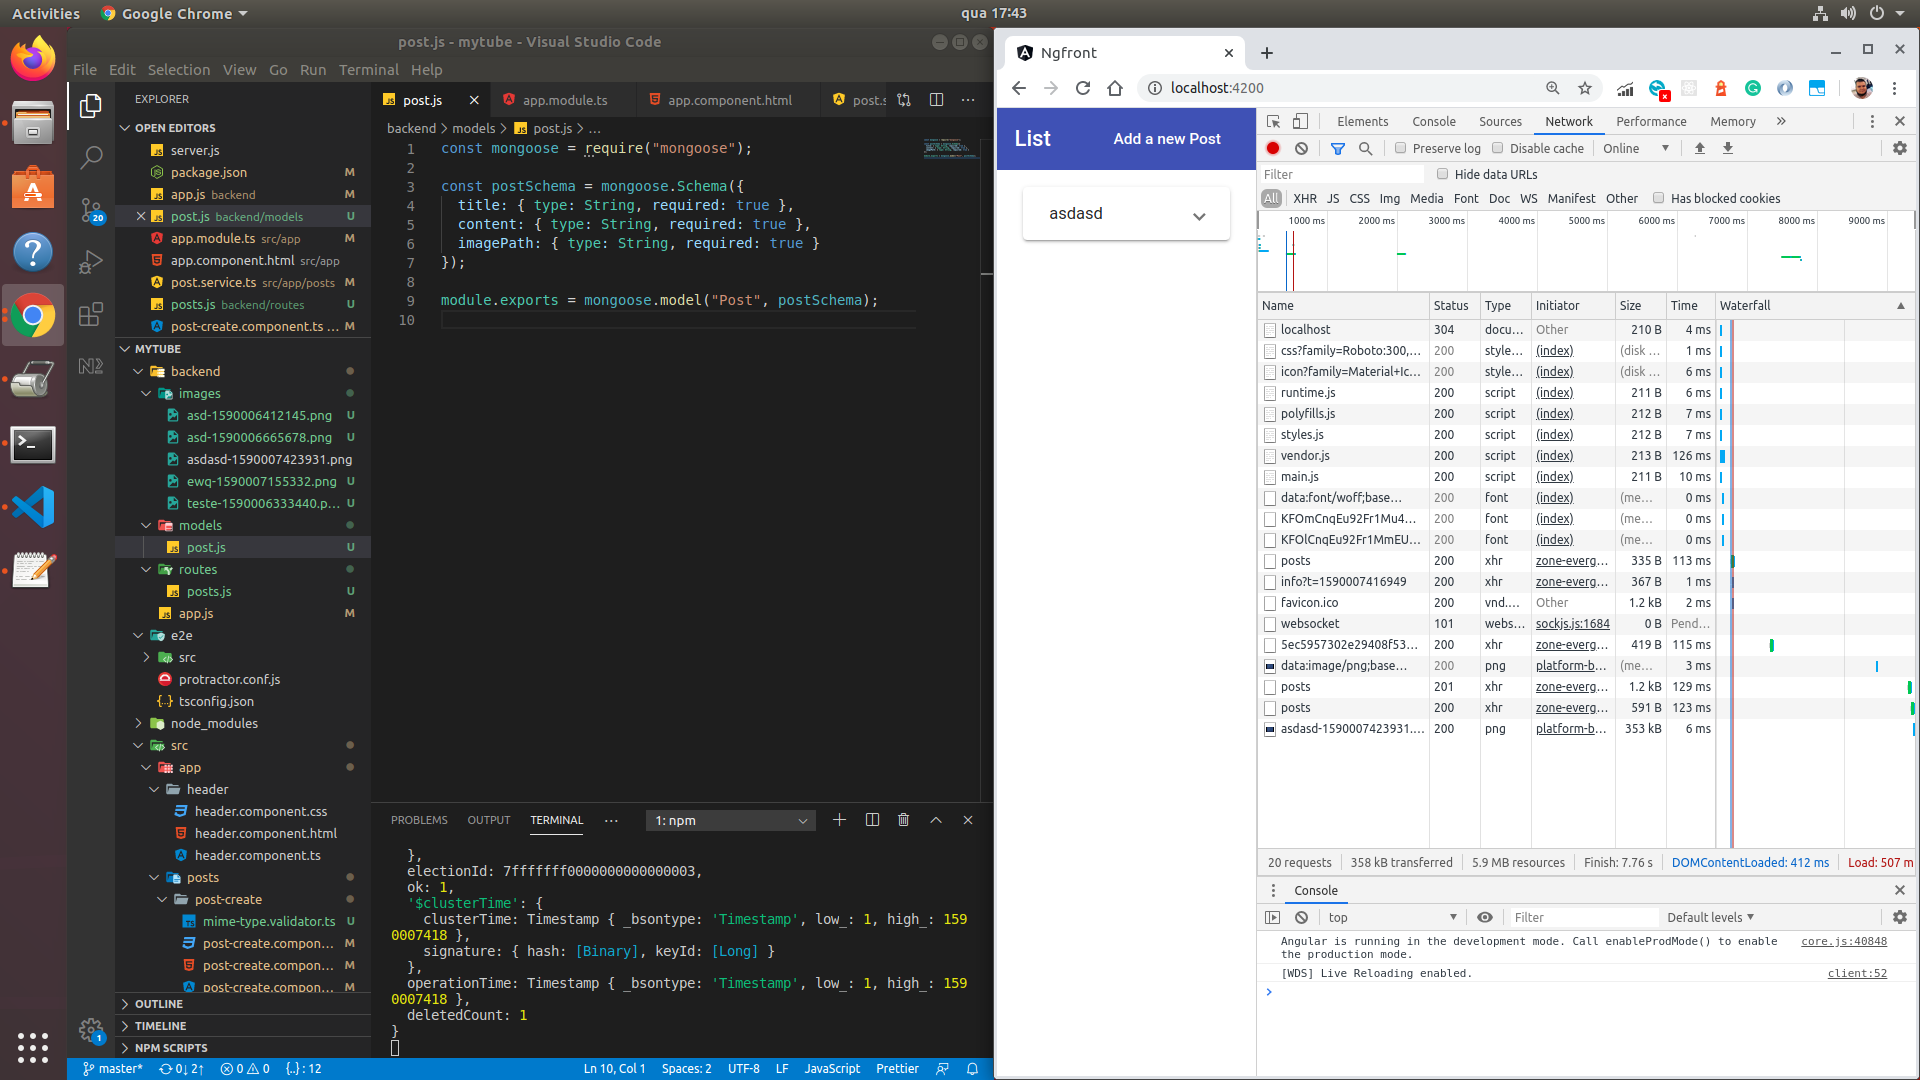 Activities
Google Chrome
qua 17:43
post.js - mytube - Visual Studio Code
File Edit Selection View Go Run Terminal Help
EXPLORER
OPEN EDITORS
server.js
package.json M
app.js backend M
post.js backend/models U
app.module.ts src/app M
app.component.html src/app
post.service.ts src/app/posts M
posts.js backend/routes U
post-create.component.ts ... M
MYTUBE
backend
images
asd-1590006412145.png U
asd-1590006665678.png U
asdasd-1590007423931.png
ewq-1590007155332.png U
teste-1590006333440.p... U
models
post.js U
routes
posts.js U
app.js M
e2e
src
protractor.conf.js
tsconfig.json
node_modules
src
app
header
header.component.css
header.component.html
header.component.ts
posts
post-create
mime-type.validator.ts U
post-create.compon... M
post-create.compon... M
post-create.compon... M
OUTLINE
TIMELINE
NPM SCRIPTS
20
1
post.js app.module.ts app.component.html post.s
backend > models > post.js > ...
1 const mongoose = require("mongoose");
2
3 const postSchema = mongoose.Schema({
4 title: { type: String, required: true },
5 content: { type: String, required: true },
6 imagePath: { type: String, required: true }
7 });
8
9 module.exports = mongoose.model("Post", postSchema);
10
PROBLEMS OUTPUT TERMINAL ... 1: npm
},
electionId: 7fffffff0000000000000003,
ok: 1,
'$clusterTime': {
clusterTime: Timestamp { _bsontype: 'Timestamp', low_: 1, high_: 159
0007418 },
signature: { hash: [Binary], keyId: [Long] }
},
operationTime: Timestamp { _bsontype: 'Timestamp', low_: 1, high_: 159
0007418 },
deletedCount: 1
}
master* 0↓ 2↑ 0 0 {..} : 12 Ln 10, Col 1 Spaces: 2 UTF-8 LF JavaScript Prettier
Ngfront
localhost:4200
List Add a new Post
asdasd
Elements Console Sources Network Performance Memory »
Preserve log Disable cache Online
Filter Hide data URLs
All XHR JS CSS Img Media Font Doc WS Manifest Other Has blocked cookies
1000 ms 2000 ms 3000 ms 4000 ms 5000 ms 6000 ms 7000 ms 8000 ms 9000 ms
Name Status Type Initiator Size Time Waterfall
localhost 304 docu... Other 210 B 4 ms
css?family=Roboto:300,... 200 style... (index) (disk ... 1 ms
icon?family=Material+Ic... 200 style... (index) (disk ... 6 ms
runtime.js 200 script (index) 211 B 6 ms
polyfills.js 200 script (index) 212 B 7 ms
styles.js 200 script (index) 212 B 7 ms
vendor.js 200 script (index) 213 B 126 ms
main.js 200 script (index) 211 B 10 ms
data:font/woff;base... 200 font (index) (me... 0 ms
KFOmCnqEu92Fr1Mu4... 200 font (index) (me... 0 ms
KFOlCnqEu92Fr1MmEU... 200 font (index) (me... 0 ms
posts 200 xhr zone-everg... 335 B 113 ms
info?t=1590007416949 200 xhr zone-everg... 367 B 1 ms
favicon.ico 200 vnd.... Other 1.2 kB 2 ms
websocket 101 webs... sockjs.js:1684 0 B Pend...
5ec5957302e29408f53... 200 xhr zone-everg... 419 B 115 ms
data:image/png;base... 200 png platform-b... (me... 3 ms
posts 201 xhr zone-everg... 1.2 kB 129 ms
posts 200 xhr zone-everg... 591 B 123 ms
asdasd-1590007423931.... 200 png platform-b... 353 kB 6 ms
20 requests 358 kB transferred 5.9 MB resources Finish: 7.76 s DOMContentLoaded: 412 ms Load: 507 m
Console
top Filter Default levels
Angular is running in the development mode. Call enableProdMode() to enable core.js:40848
the production mode.
[WDS] Live Reloading enabled. client:52